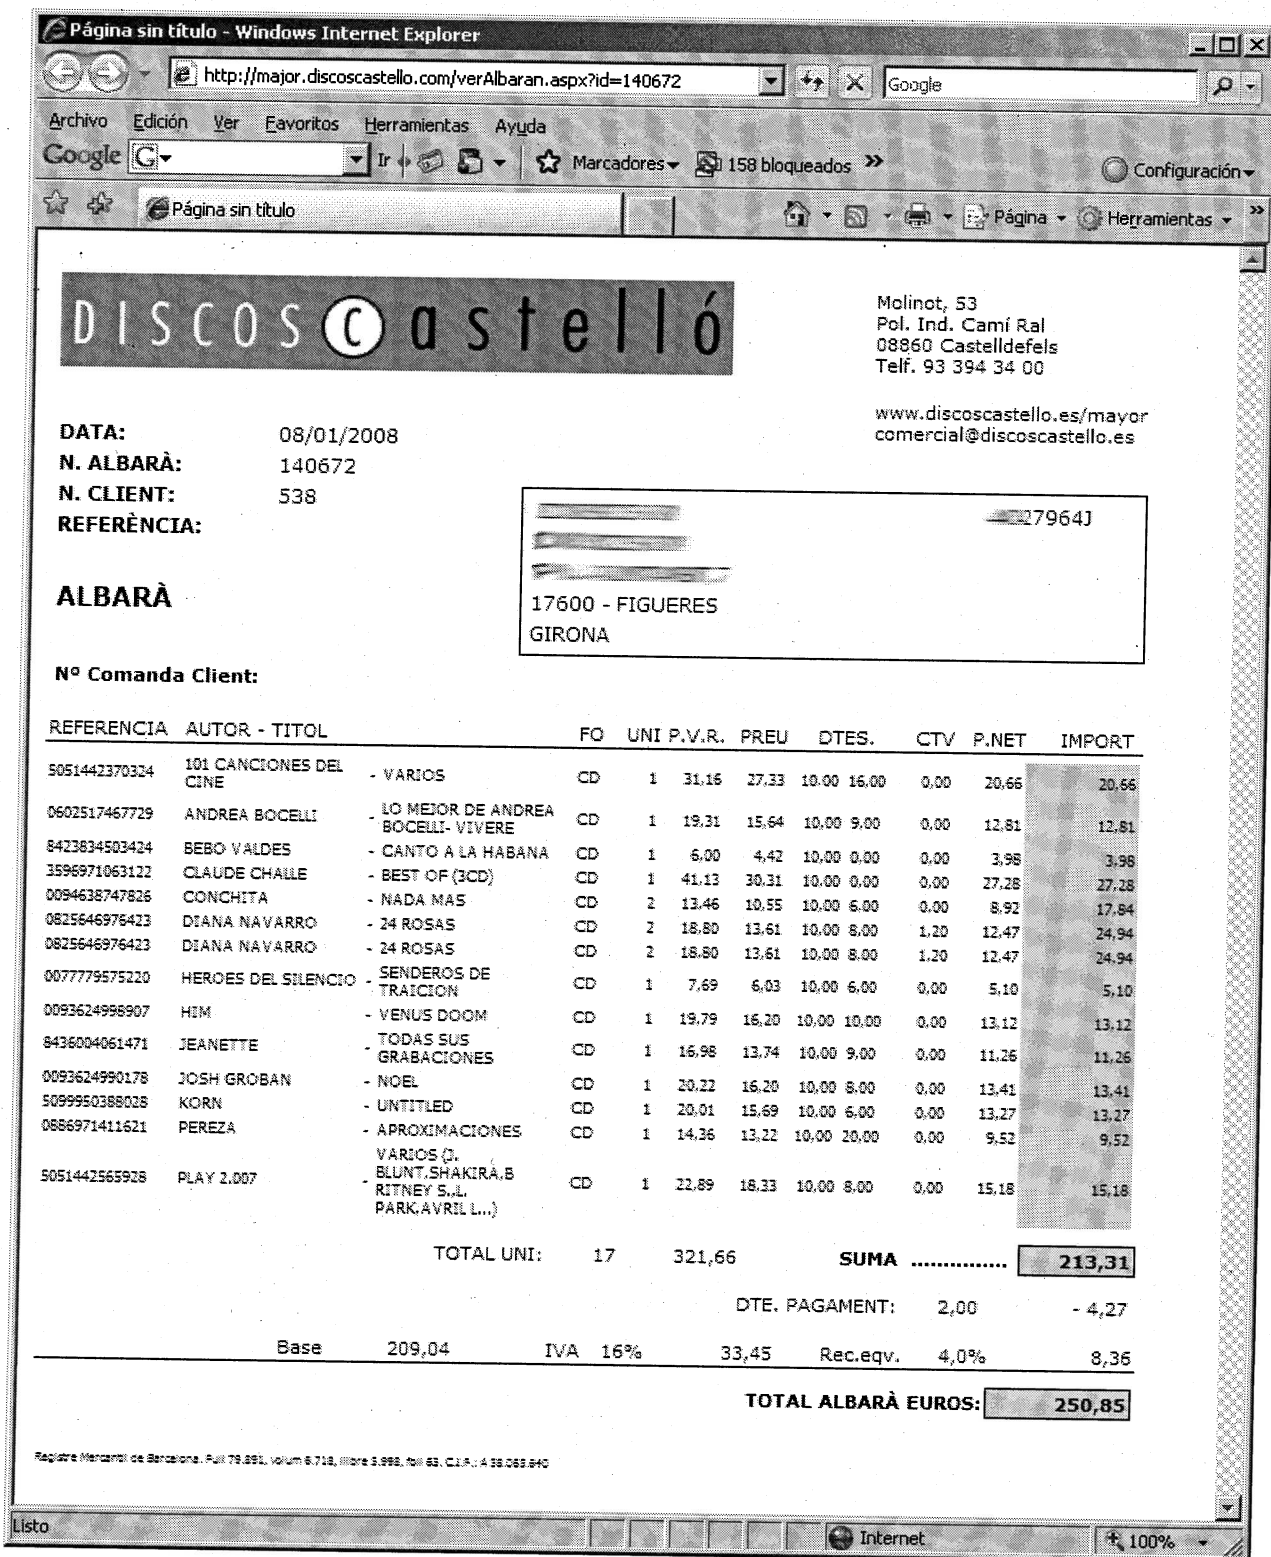 Página sin título - Windows Internet Explorer
http://major.discoscastello.com/verAlbaran.aspx?id=140672
Google
Archivo Edición Ver Favoritos Herramientas Ayuda
Google G Ir Marcadores 158 bloqueados » Configuración
Página sin título Página Herramientas »
DISCOS castelló
Molinot, 53
Pol. Ind. Camí Ral
08860 Castelldefels
Telf. 93 394 34 00
www.discoscastello.es/mayor
comercial@discoscastello.es
DATA: 08/01/2008
N. ALBARÀ: 140672
N. CLIENT: 538
REFERÈNCIA:
27964J
ALBARÀ
17600 - FIGUERES
GIRONA
Nº Comanda Client:
REFERENCIA AUTOR - TITOL FO UNI P.V.R. PREU DTES. CTV P.NET IMPORT
5051442370324 101 CANCIONES DEL CINE - VARIOS CD 1 31,16 27,33 10,00 16,00 0,00 20,66 20,66
0602517467729 ANDREA BOCELLI - LO MEJOR DE ANDREA BOCELLI- VIVERE CD 1 19,31 15,64 10,00 9,00 0,00 12,81 12,81
8423834503424 BEBO VALDES - CANTO A LA HABANA CD 1 6,00 4,42 10,00 0,00 0,00 3,98 3,98
3596971063122 CLAUDE CHALLE - BEST OF (3CD) CD 1 41,13 30,31 10,00 0,00 0,00 27,28 27,28
0094638747826 CONCHITA - NADA MAS CD 2 13,46 10,55 10,00 6,00 0,00 8,92 17,84
0825646976423 DIANA NAVARRO - 24 ROSAS CD 2 18,80 13,61 10,00 8,00 1,20 12,47 24,94
0825646976423 DIANA NAVARRO - 24 ROSAS CD 2 18,80 13,61 10,00 8,00 1,20 12,47 24,94
0077779575220 HEROES DEL SILENCIO - SENDEROS DE TRAICION CD 1 7,69 6,03 10,00 6,00 0,00 5,10 5,10
0093624998907 HIM - VENUS DOOM CD 1 19,79 16,20 10,00 10,00 0,00 13,12 13,12
8436004061471 JEANETTE - TODAS SUS GRABACIONES CD 1 16,98 13,74 10,00 9,00 0,00 11,26 11,26
0093624990178 JOSH GROBAN - NOEL CD 1 20,22 16,20 10,00 8,00 0,00 13,41 13,41
5099950388028 KORN - UNTITLED CD 1 20,01 15,69 10,00 6,00 0,00 13,27 13,27
0886971411621 PEREZA - APROXIMACIONES CD 1 14,36 13,22 10,00 20,00 0,00 9,52 9,52
5051442565928 PLAY 2.007 - VARIOS (J. BLUNT,SHAKIRA,B RITNEY S.,L. PARK,AVRIL L...) CD 1 22,89 18,33 10,00 8,00 0,00 15,18 15,18
TOTAL UNI: 17 321,66 SUMA .............. 213,31
DTE. PAGAMENT: 2,00 - 4,27
Base 209,04 IVA 16% 33,45 Rec.eqv. 4,0% 8,36
TOTAL ALBARÀ EUROS: 250,85
Registre Mercantil de Barcelona. Full 79.891, volum 6.718, llibre 5.998, foli 63. C.I.F.:
Listo Internet 100%